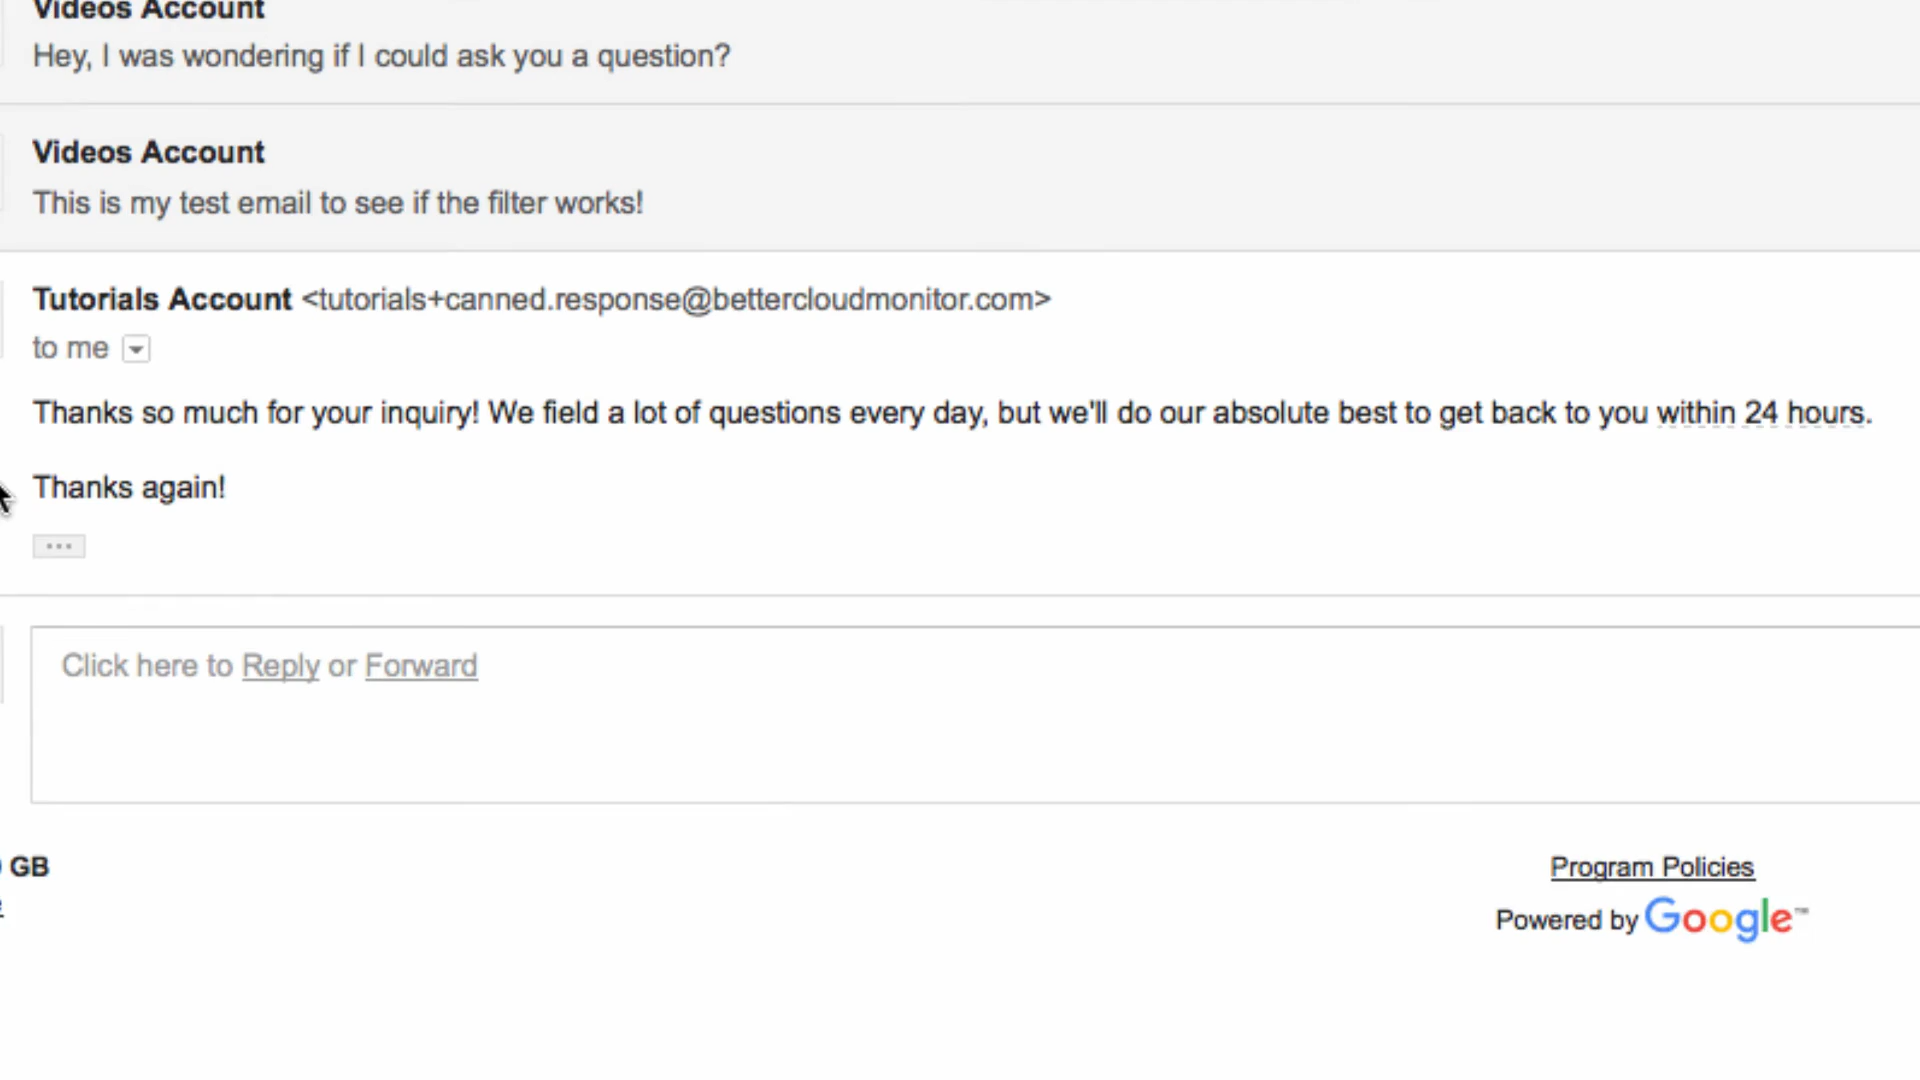 Videos Account
Hey, I was wondering if I could ask you a question?
Videos Account
This is my test email to see if the filter works!
Tutorials Account <tutorials+canned.response@bettercloudmonitor.com>
to me
Thanks so much for your inquiry! We field a lot of questions every day, but we'll do our absolute best to get back to you within 24 hours.
Thanks again!
Click here to Reply or Forward
GB
Program Policies
Powered by Google™